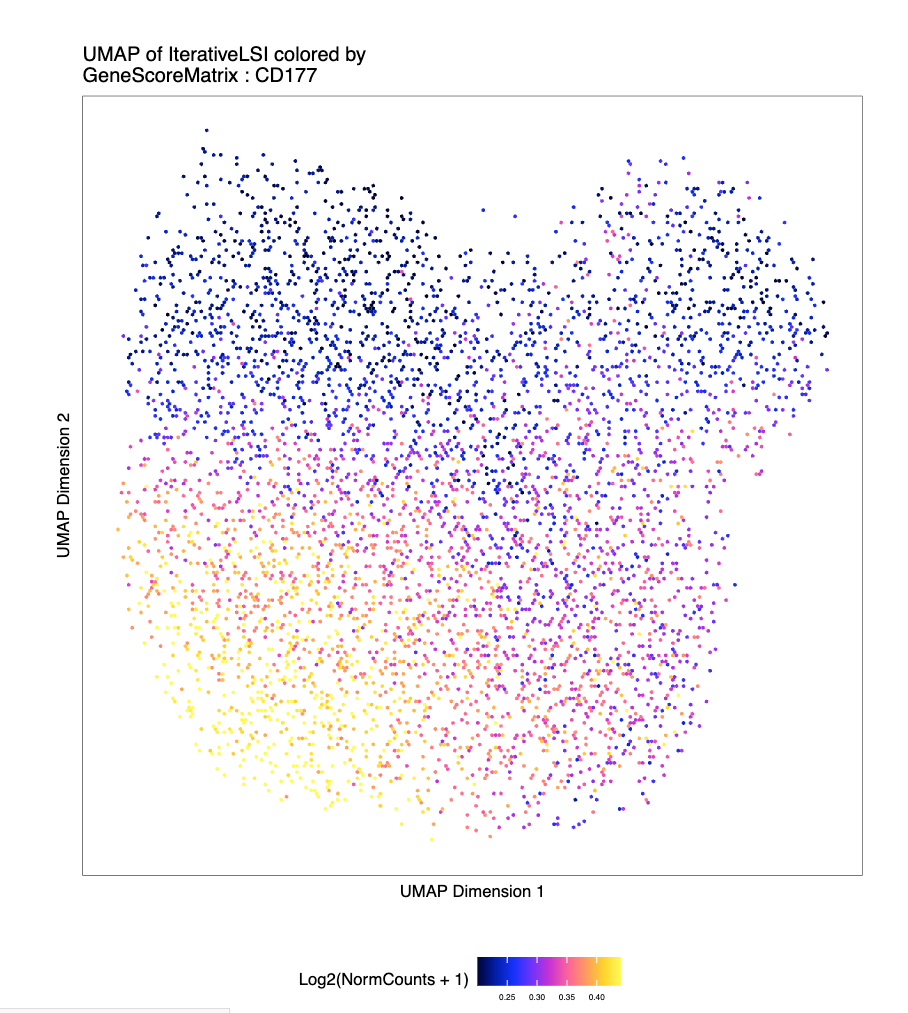 UMAP of IterativeLSI colored by
GeneScoreMatrix : CD177
UMAP Dimension 2
UMAP Dimension 1
Log2(NormCounts + 1)
0.25 0.30 0.35 0.40